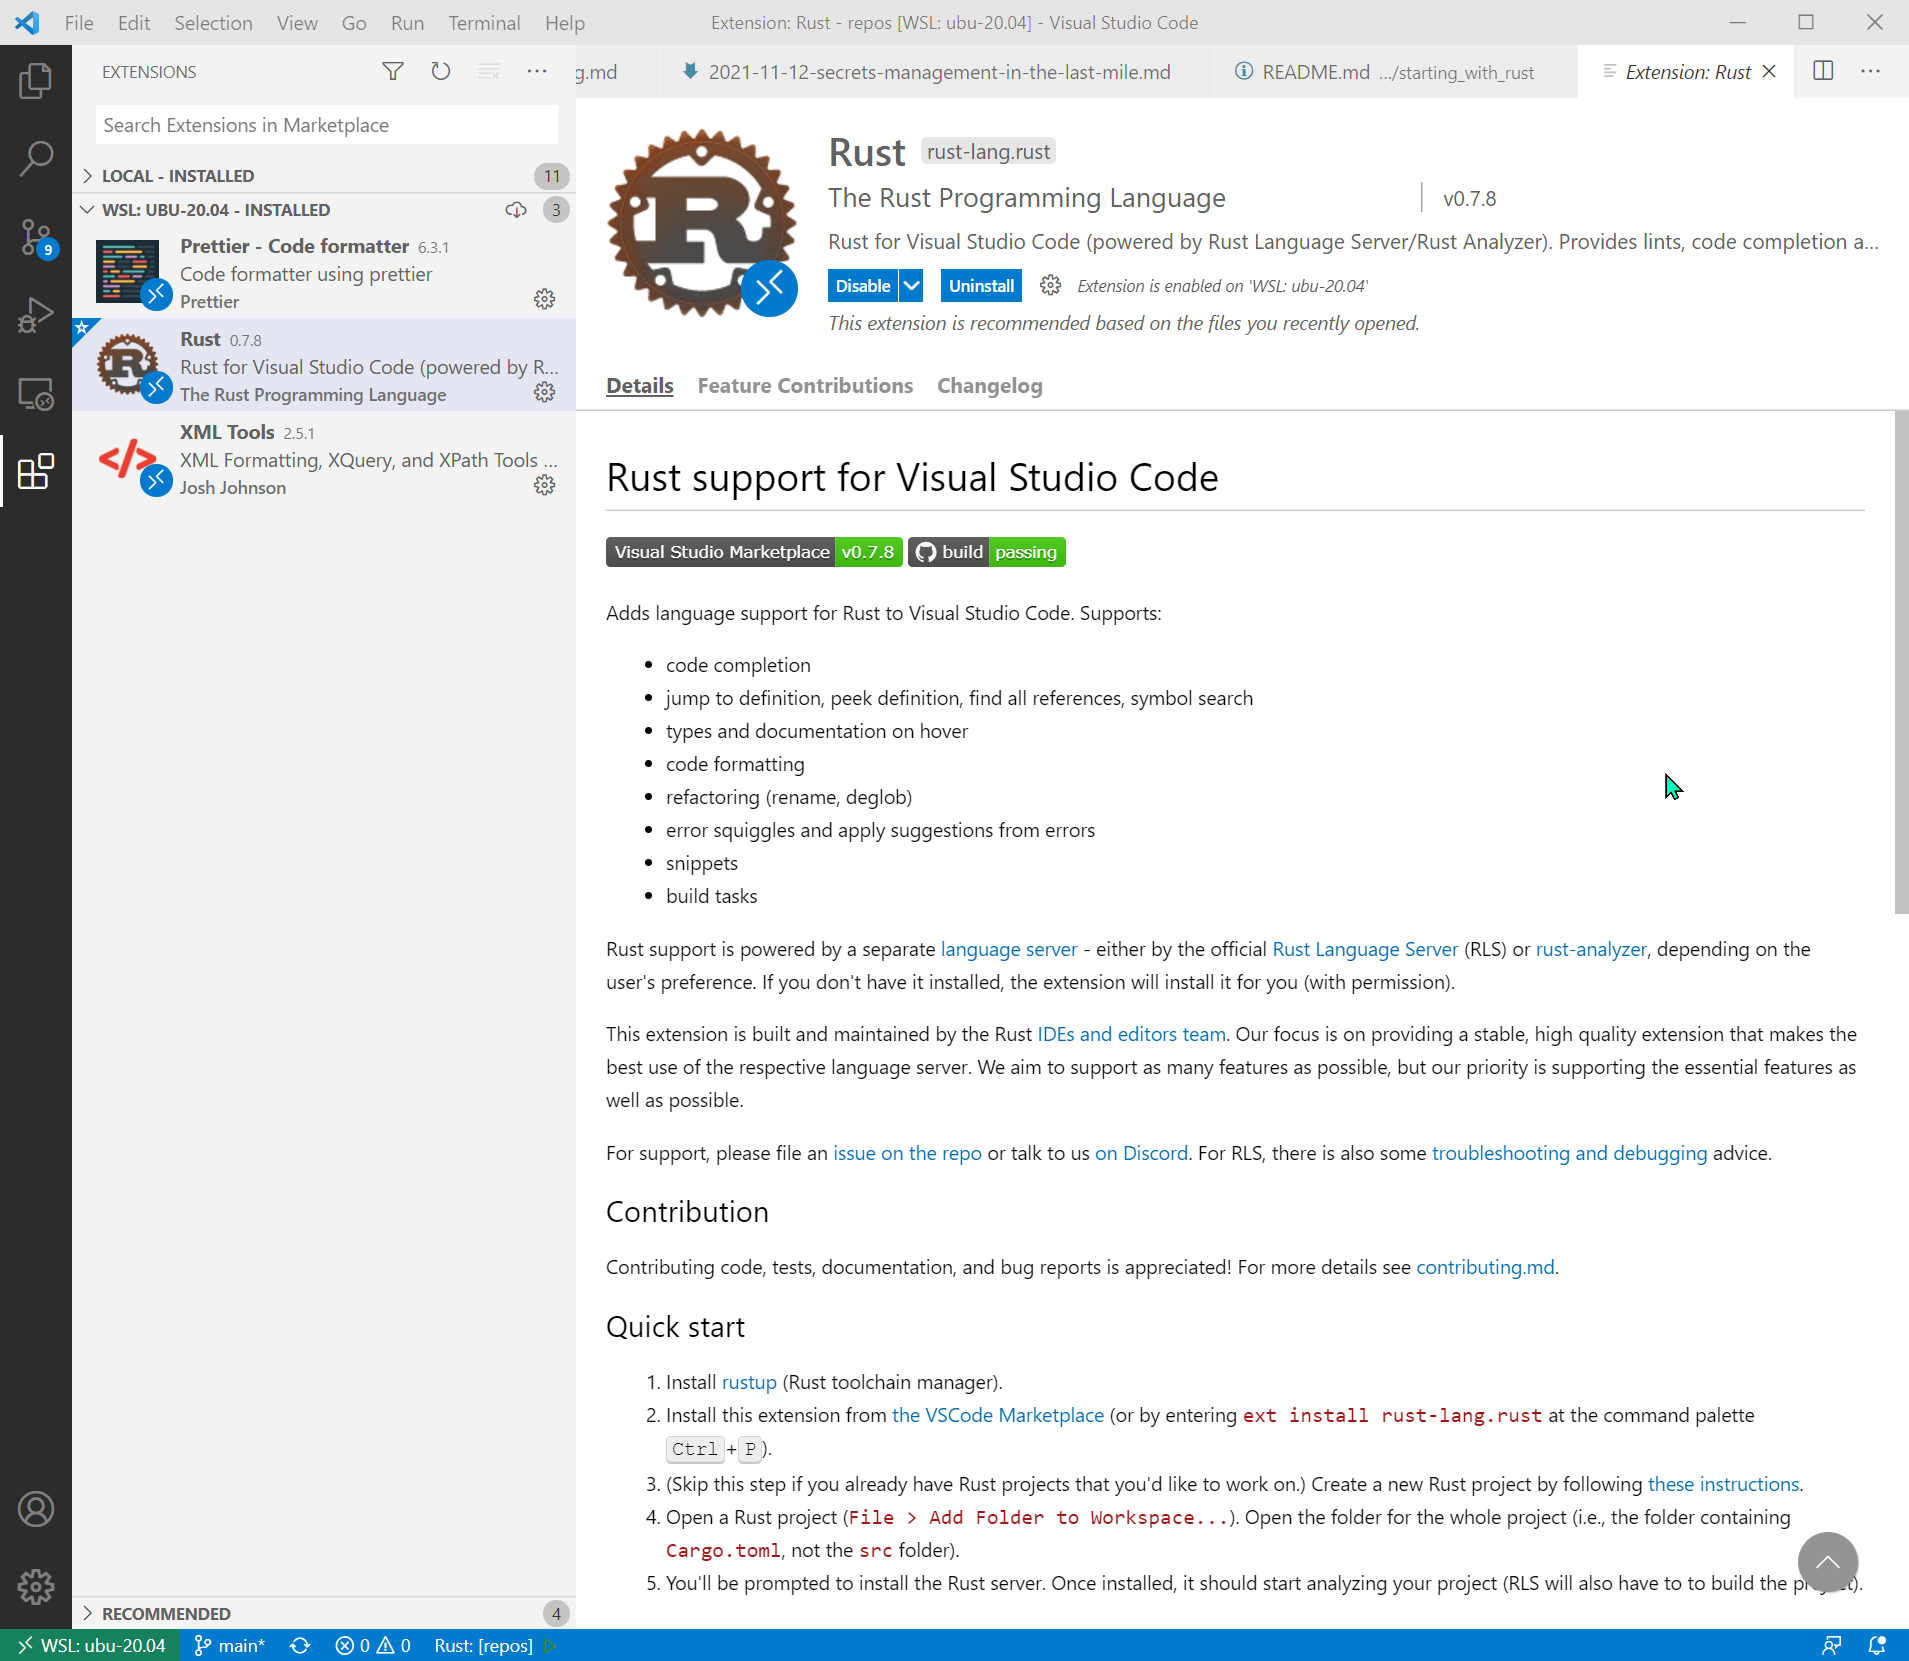 File Edit Selection View Go Run Terminal Help
Extension: Rust - repos [WSL: ubu-20.04] - Visual Studio Code
EXTENSIONS
g.md
2021-11-12-secrets-management-in-the-last-mile.md
README.md .../starting_with_rust
Extension: Rust
Search Extensions in Marketplace
LOCAL - INSTALLED 11
WSL: UBU-20.04 - INSTALLED 3
Prettier - Code formatter 6.3.1
Code formatter using prettier
Prettier
Rust 0.7.8
Rust for Visual Studio Code (powered by R...
The Rust Programming Language
XML Tools 2.5.1
XML Formatting, XQuery, and XPath Tools ...
Josh Johnson
9
RECOMMENDED 4
R
Rust rust-lang.rust
The Rust Programming Language | v0.7.8
Rust for Visual Studio Code (powered by Rust Language Server/Rust Analyzer). Provides lints, code completion a...
Disable Uninstall Extension is enabled on 'WSL: ubu-20.04'
This extension is recommended based on the files you recently opened.
Details Feature Contributions Changelog
Rust support for Visual Studio Code
Visual Studio Marketplace v0.7.8 build passing
Adds language support for Rust to Visual Studio Code. Supports:
• code completion
• jump to definition, peek definition, find all references, symbol search
• types and documentation on hover
• code formatting
• refactoring (rename, deglob)
• error squiggles and apply suggestions from errors
• snippets
• build tasks
Rust support is powered by a separate language server - either by the official Rust Language Server (RLS) or rust-analyzer, depending on the
user's preference. If you don't have it installed, the extension will install it for you (with permission).
This extension is built and maintained by the Rust IDEs and editors team. Our focus is on providing a stable, high quality extension that makes the
best use of the respective language server. We aim to support as many features as possible, but our priority is supporting the essential features as
well as possible.
For support, please file an issue on the repo or talk to us on Discord. For RLS, there is also some troubleshooting and debugging advice.
Contribution
Contributing code, tests, documentation, and bug reports is appreciated! For more details see contributing.md.
Quick start
1. Install rustup (Rust toolchain manager).
2. Install this extension from the VSCode Marketplace (or by entering ext install rust-lang.rust at the command palette
Ctrl+P).
3. (Skip this step if you already have Rust projects that you'd like to work on.) Create a new Rust project by following these instructions.
4. Open a Rust project (File > Add Folder to Workspace...). Open the folder for the whole project (i.e., the folder containing
Cargo.toml, not the src folder).
5. You'll be prompted to install the Rust server. Once installed, it should start analyzing your project (RLS will also have to to build the project).
WSL: ubu-20.04 main* 0 0 Rust: [repos]